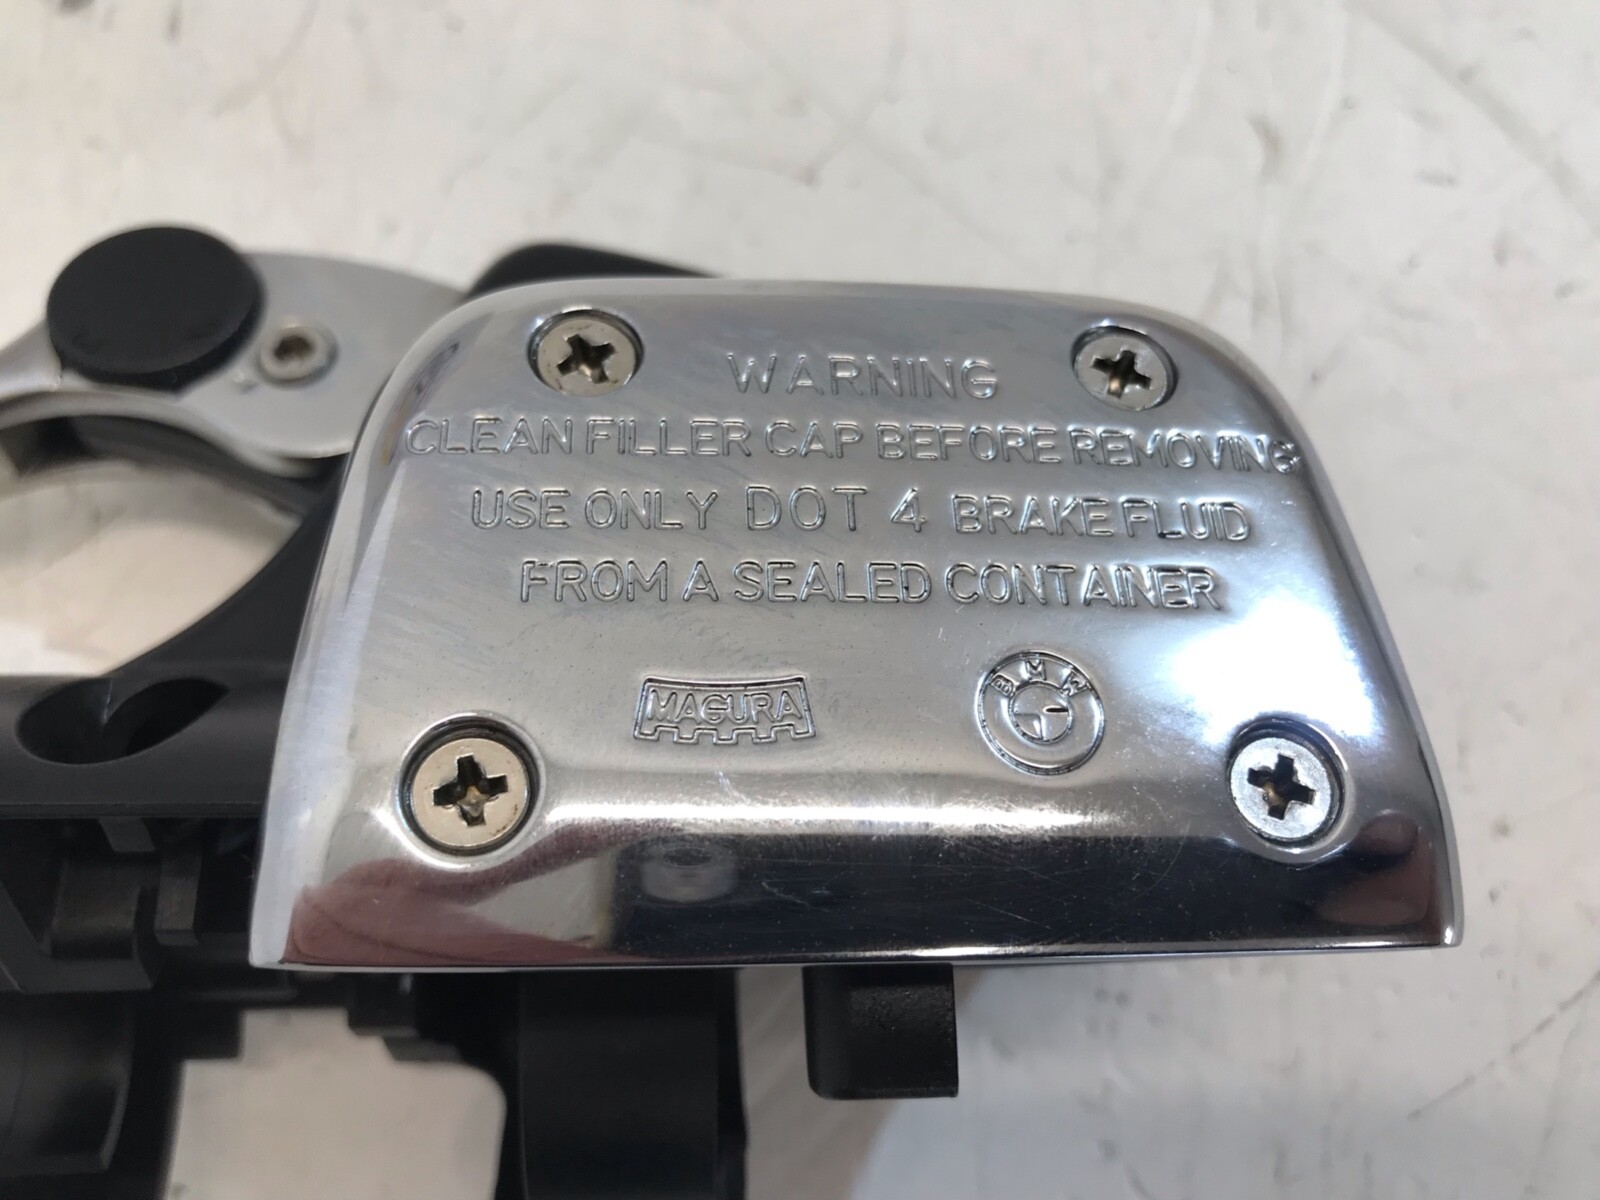 WARNING
CLEAN FILLER CAP BEFORE REMOVING
USE ONLY DOT 4 BRAKE FLUID
FROM A SEALED CONTAINER
MAGURA
BMW